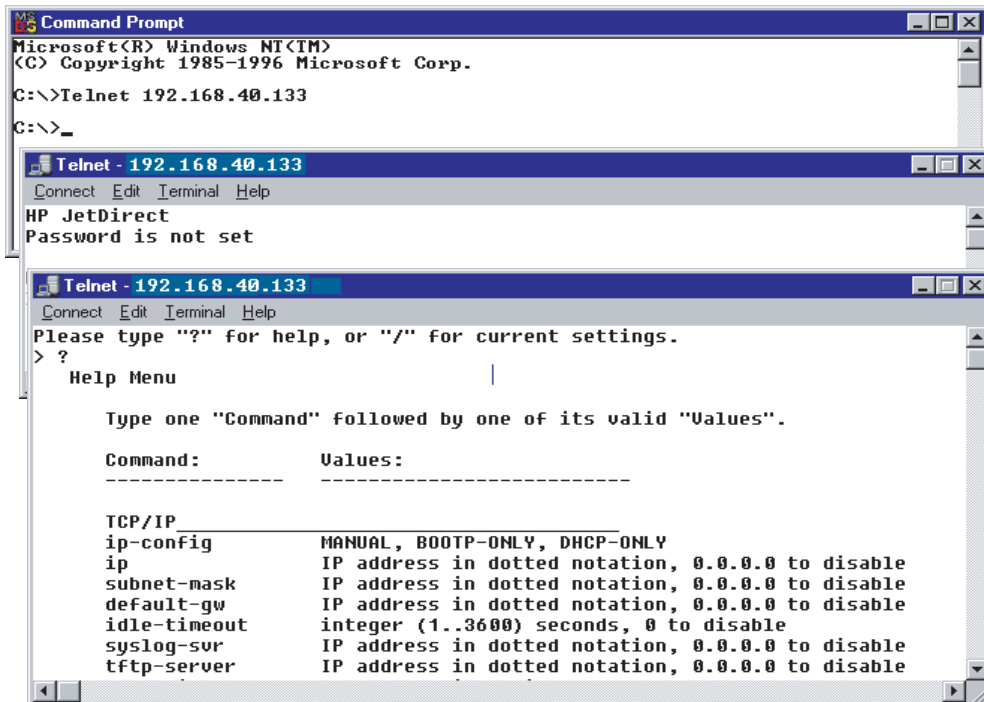 Command Prompt
Microsoft(R) Windows NT(TM)
(C) Copyright 1985-1996 Microsoft Corp.
C:\>Telnet 192.168.40.133
C:\>_
Telnet - 192.168.40.133
Connect Edit Terminal Help
HP JetDirect
Password is not set
Telnet - 192.168.40.133
Connect Edit Terminal Help
Please type "?" for help, or "/" for current settings.
> ?
Help Menu
Type one "Command" followed by one of its valid "Values".
Command: Values:
--------------- --------------------------
TCP/IP_____________________________________
ip-config MANUAL, BOOTP-ONLY, DHCP-ONLY
ip IP address in dotted notation, 0.0.0.0 to disable
subnet-mask IP address in dotted notation, 0.0.0.0 to disable
default-gw IP address in dotted notation, 0.0.0.0 to disable
idle-timeout integer (1..3600) seconds, 0 to disable
syslog-svr IP address in dotted notation, 0.0.0.0 to disable
tftp-server IP address in dotted notation, 0.0.0.0 to disable